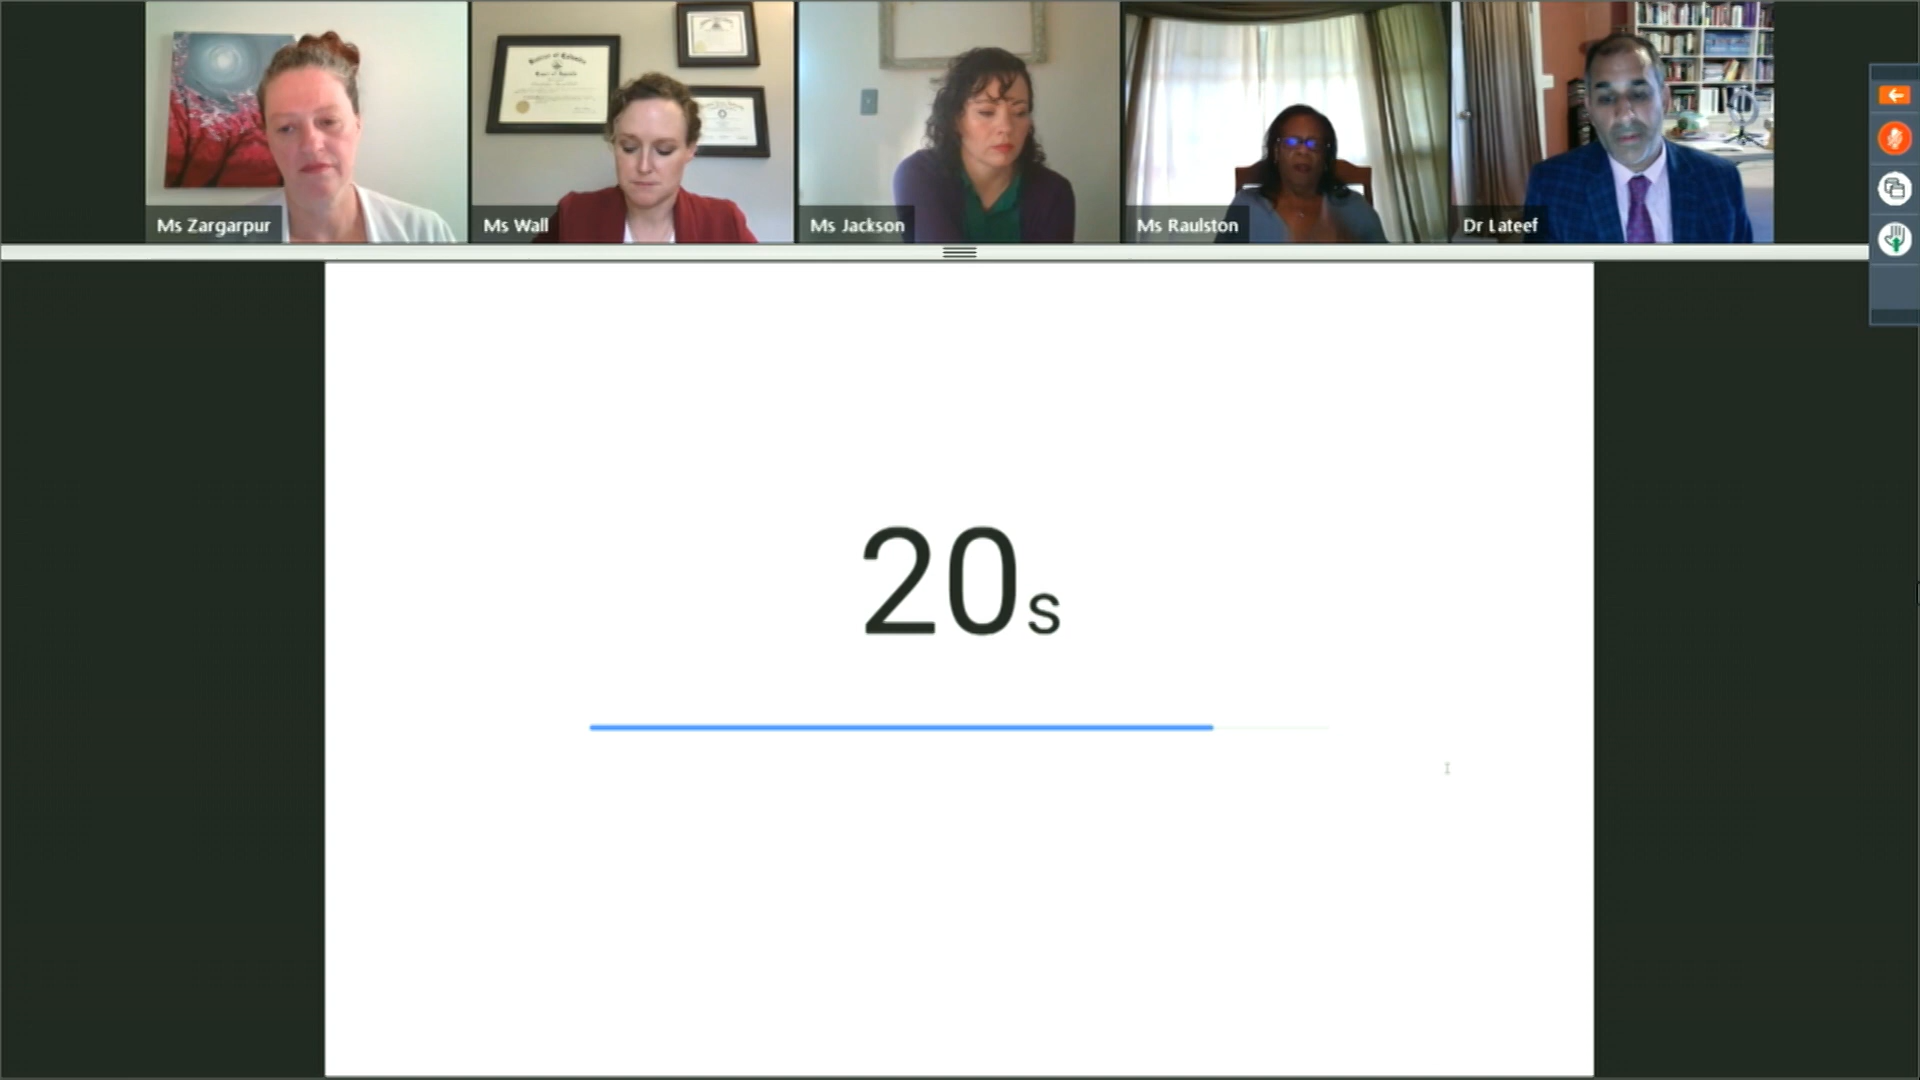 Ms Zargarpur
Ms Wall
Ms Jackson
Ms Raulston
Dr Lateef
20s